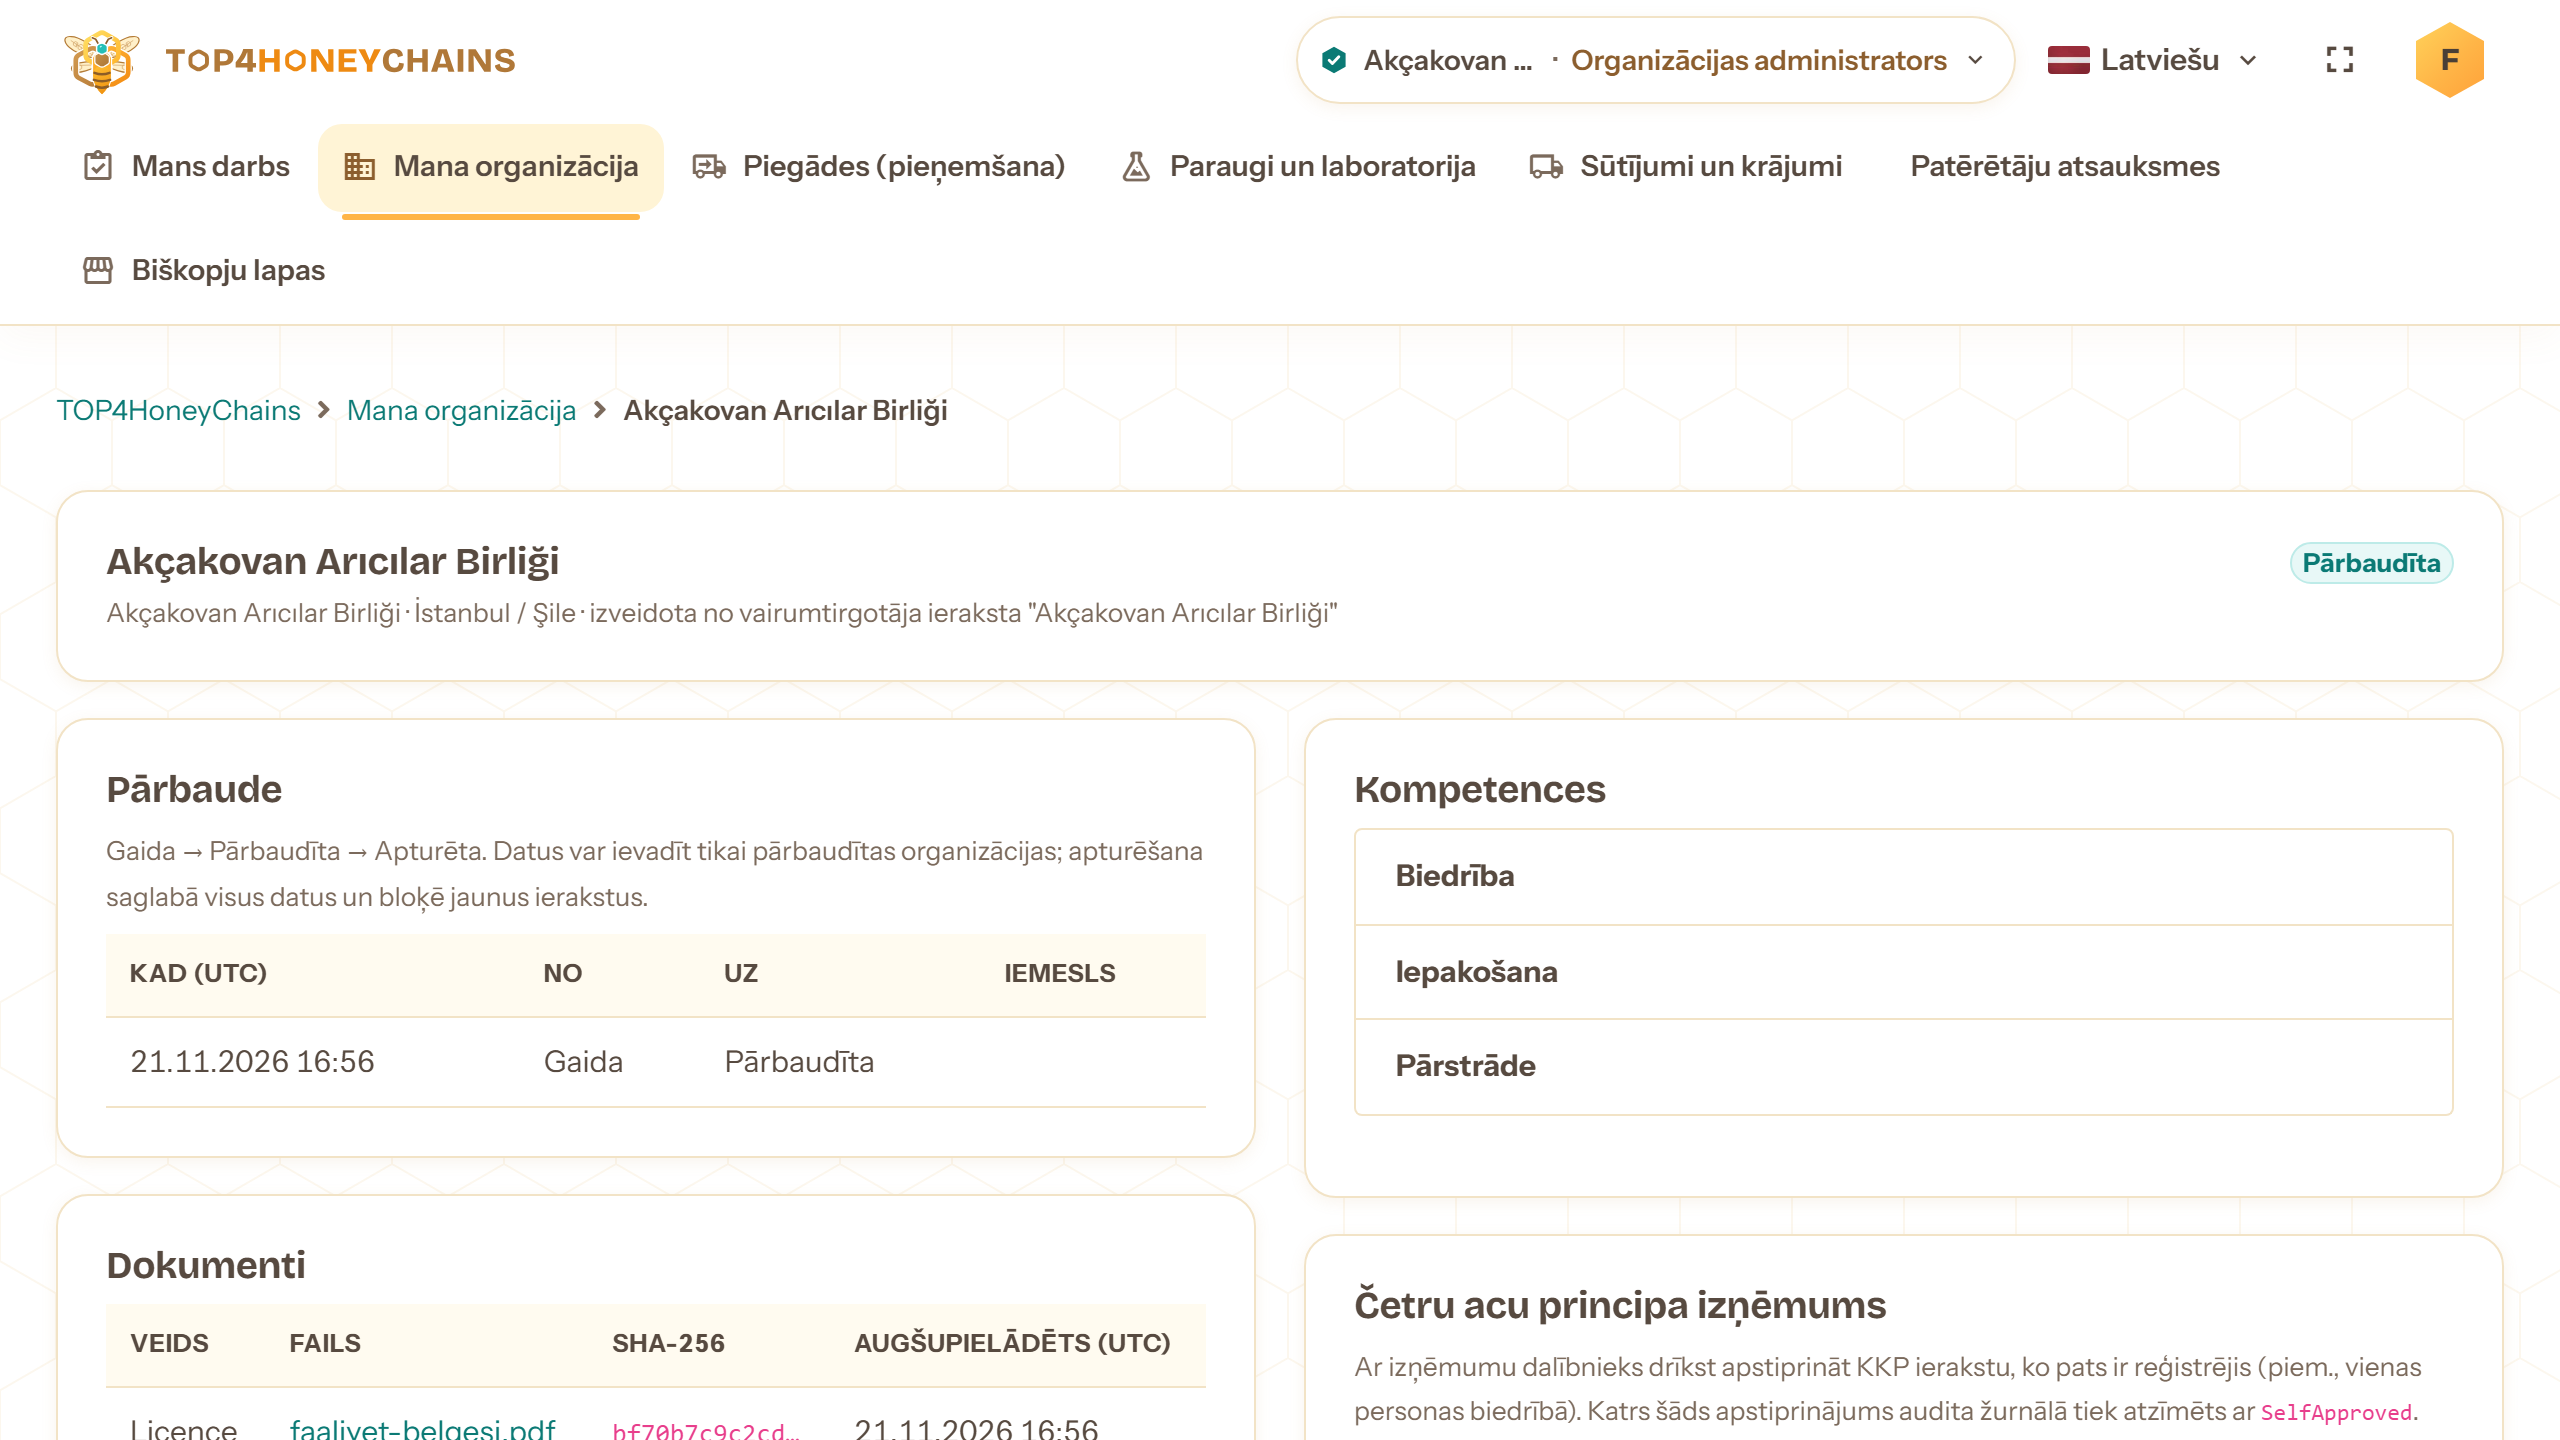 TOP4HONEYCHAINS
Akçakovan ... · Organizācijas administrators
Latviešu
F
Mans darbs
Mana organizācija
Piegādes (pieņemšana)
Paraugi un laboratorija
Sūtījumi un krājumi
Patērētāju atsauksmes
Biškopju lapas
TOP4HoneyChains > Mana organizācija > Akçakovan Arıcılar Birliği
Akçakovan Arıcılar Birliği
Pārbaudīta
Akçakovan Arıcılar Birliği · İstanbul / Şile · izveidota no vairumtirgotāja ieraksta "Akçakovan Arıcılar Birliği"
Pārbaude
Gaida → Pārbaudīta → Apturēta. Datus var ievadīt tikai pārbaudītas organizācijas; apturēšana
saglabā visus datus un bloķē jaunus ierakstus.
KAD (UTC) NO UZ IEMESLS
21.11.2026 16:56 Gaida Pārbaudīta
Kompetences
Biedrība
Iepakošana
Pārstrāde
Dokumenti
VEIDS FAILS SHA-256 AUGŠUPIELĀDĒTS (UTC)
Licence faaliyet-belgesi.pdf bf70b7c9c2cd… 21.11.2026 16:56
Četru acu principa izņēmums
Ar izņēmumu dalībnieks drīkst apstiprināt KKP ierakstu, ko pats ir reģistrējis (piem., vienas
personas biedrībā). Katrs šāds apstiprinājums audita žurnālā tiek atzīmēts ar SelfApproved.